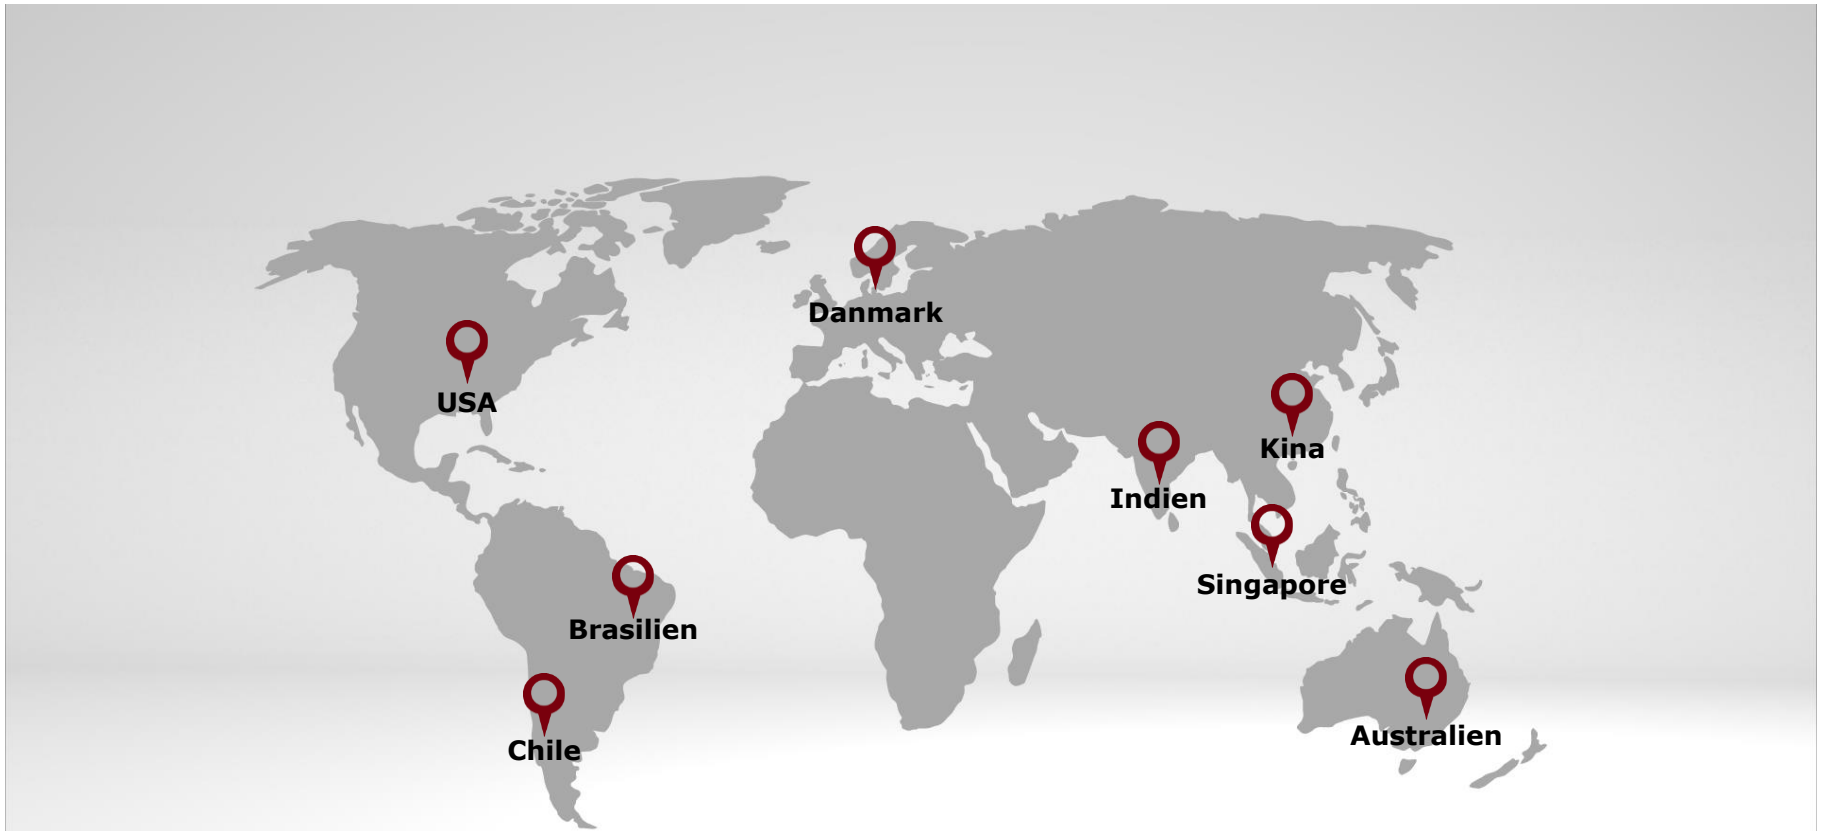 Danmark
USA
Kina
Indien
Singapore
Brasilien
Australien
Chile